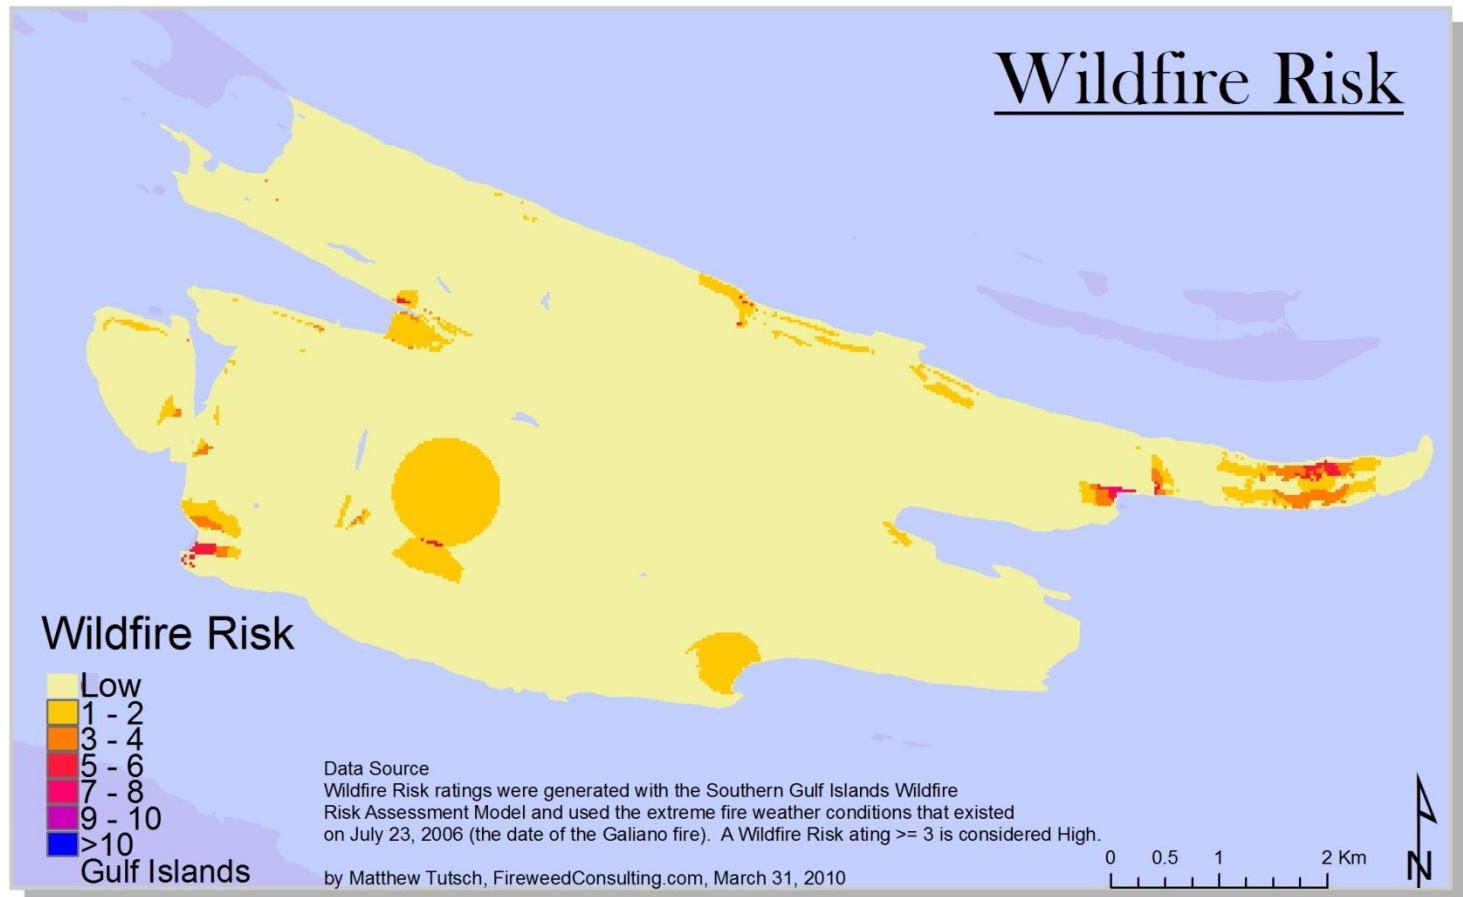 Wildfire Risk
Wildfire Risk
Low
1 - 2
3 - 4
5 - 6
7 - 8
9 - 10
>10
Gulf Islands
Data Source
Wildfire Risk ratings were generated with the Southern Gulf Islands Wildfire
Risk Assessment Model and used the extreme fire weather conditions that existed
on July 23, 2006 (the date of the Galiano fire).  A Wildfire Risk ating >= 3 is considered High.
by Matthew Tutsch, FireweedConsulting.com, March 31, 2010
0 0.5 1 2 Km
N